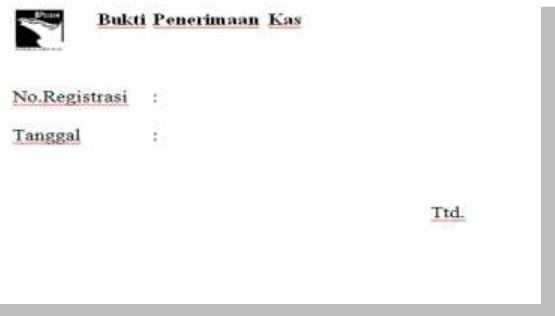 Bukti Penerimaan Kas
No.Registrasi :
Tanggal :
Ttd.